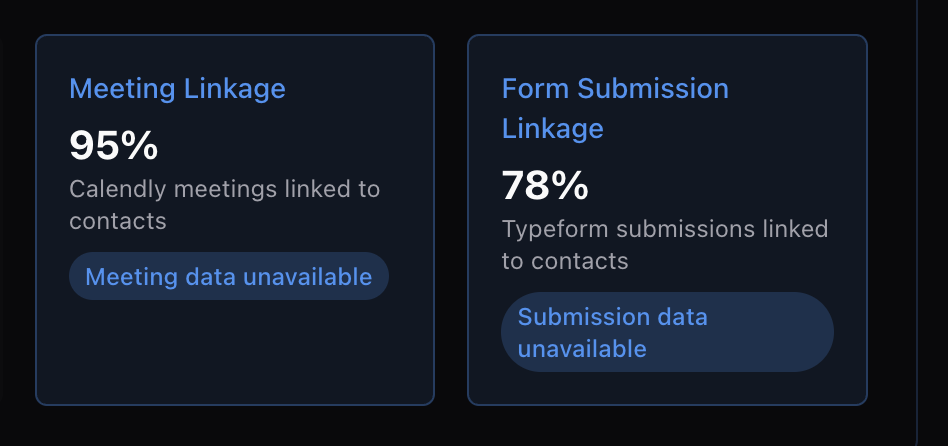 Meeting Linkage
95%
Calendly meetings linked to
contacts
Meeting data unavailable
Form Submission
Linkage
78%
Typeform submissions linked
to contacts
Submission data
unavailable